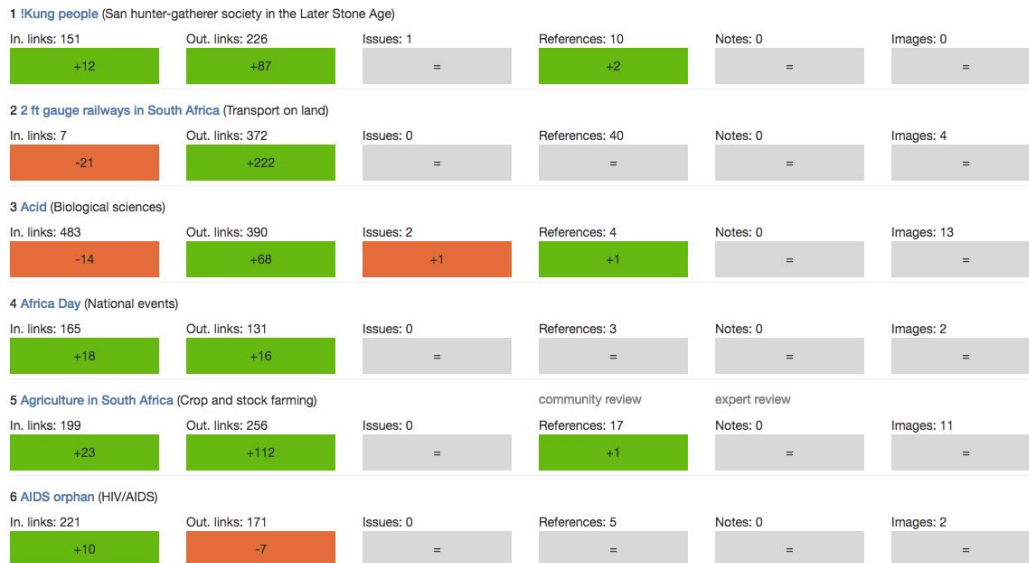 1 !Kung people (San hunter-gatherer society in the Later Stone Age)
In. links: 151 Out. links: 226 Issues: 1 References: 10 Notes: 0 Images: 0
+12 +87 = +2 = =
2 2 ft gauge railways in South Africa (Transport on land)
In. links: 7 Out. links: 372 Issues: 0 References: 40 Notes: 0 Images: 4
-21 +222 = = = =
3 Acid (Biological sciences)
In. links: 483 Out. links: 390 Issues: 2 References: 4 Notes: 0 Images: 13
-14 +68 +1 +1 = =
4 Africa Day (National events)
In. links: 165 Out. links: 131 Issues: 0 References: 3 Notes: 0 Images: 2
+18 +16 = = = =
5 Agriculture in South Africa (Crop and stock farming) community review expert review
In. links: 199 Out. links: 256 Issues: 0 References: 17 Notes: 0 Images: 11
+23 +112 = +1 = =
6 AIDS orphan (HIV/AIDS)
In. links: 221 Out. links: 171 Issues: 0 References: 5 Notes: 0 Images: 2
+10 -7 = = = =